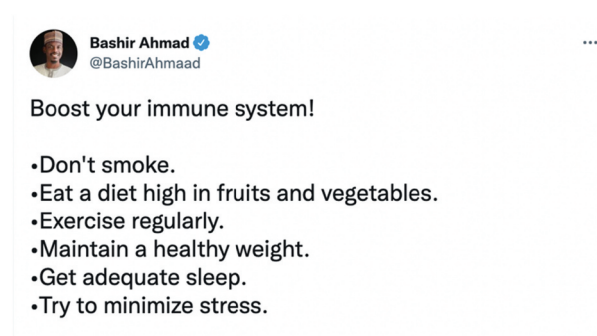 Bashir Ahmad
@BashirAhmaad
Boost your immune system!
•Don't smoke.
•Eat a diet high in fruits and vegetables.
•Exercise regularly.
•Maintain a healthy weight.
•Get adequate sleep.
•Try to minimize stress.